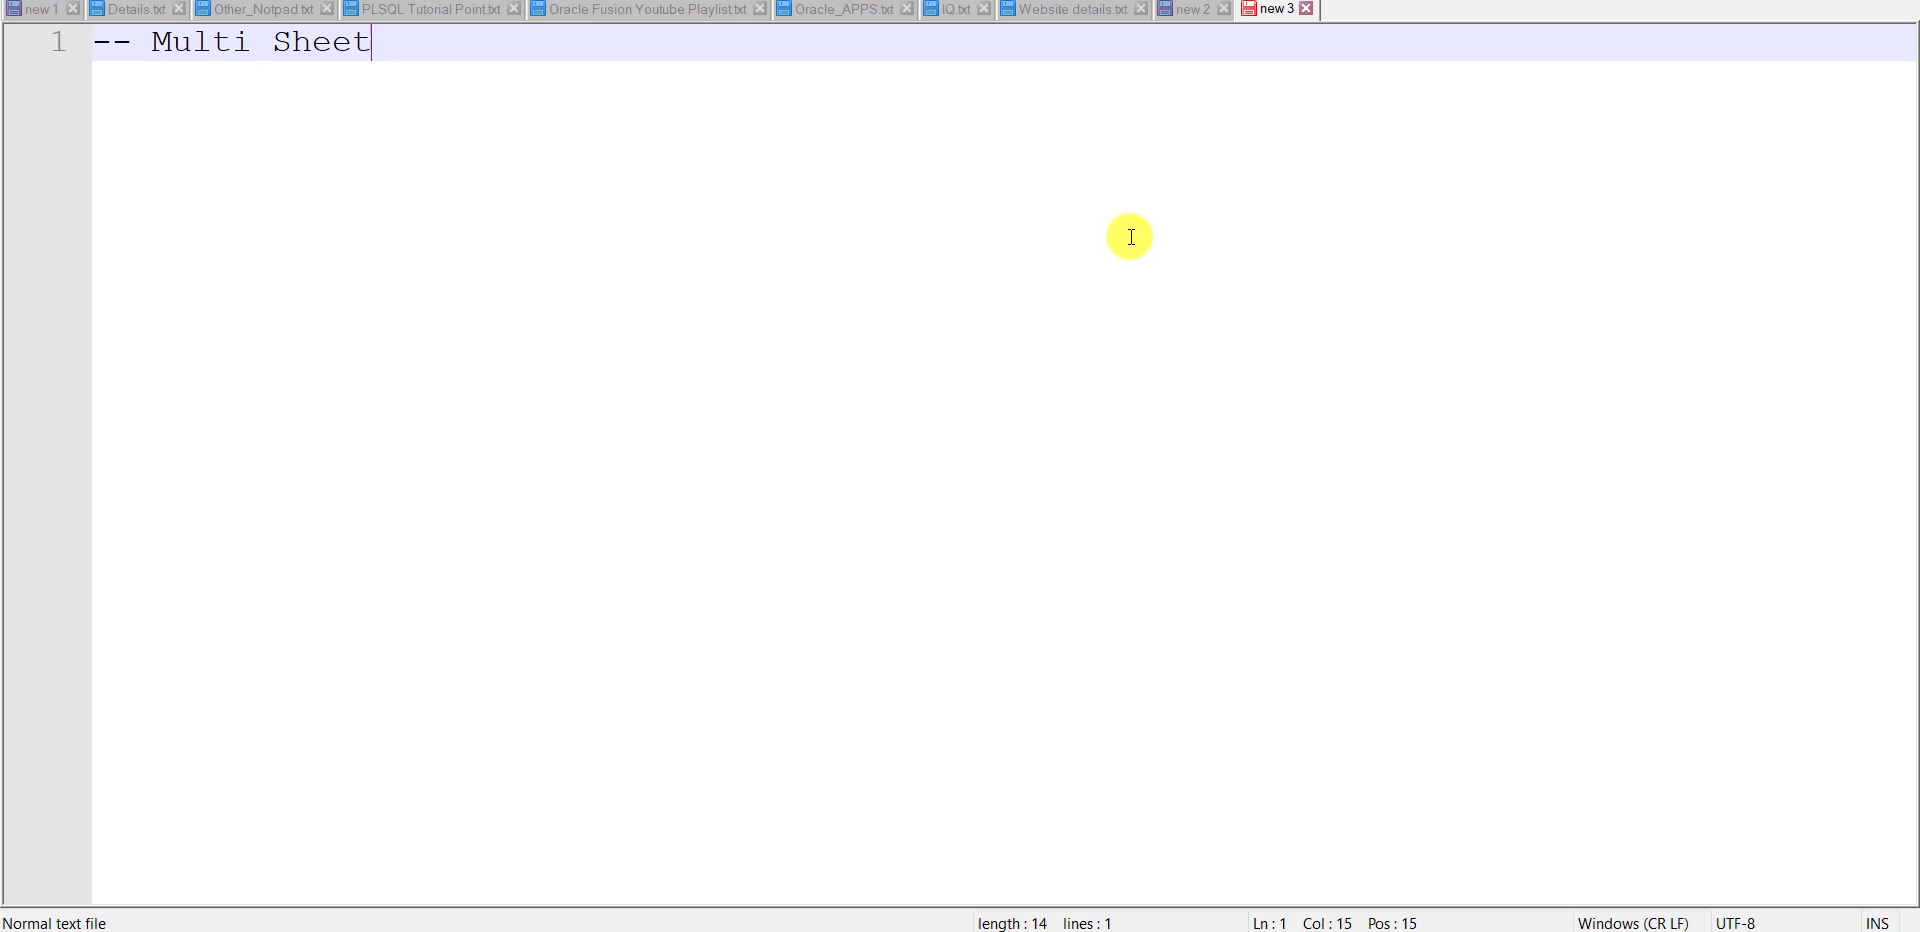 new 1 Details.txt Other_Notpad.txt PLSQL Tutorial Point.txt Oracle Fusion Youtube Playlist.txt Oracle_APPS.txt IQ.txt Website details.txt new 2 new 3
1 -- Multi Sheet
Normal text file length : 14 lines : 1 Ln : 1 Col : 15 Pos : 15 Windows (CR LF) UTF-8 INS